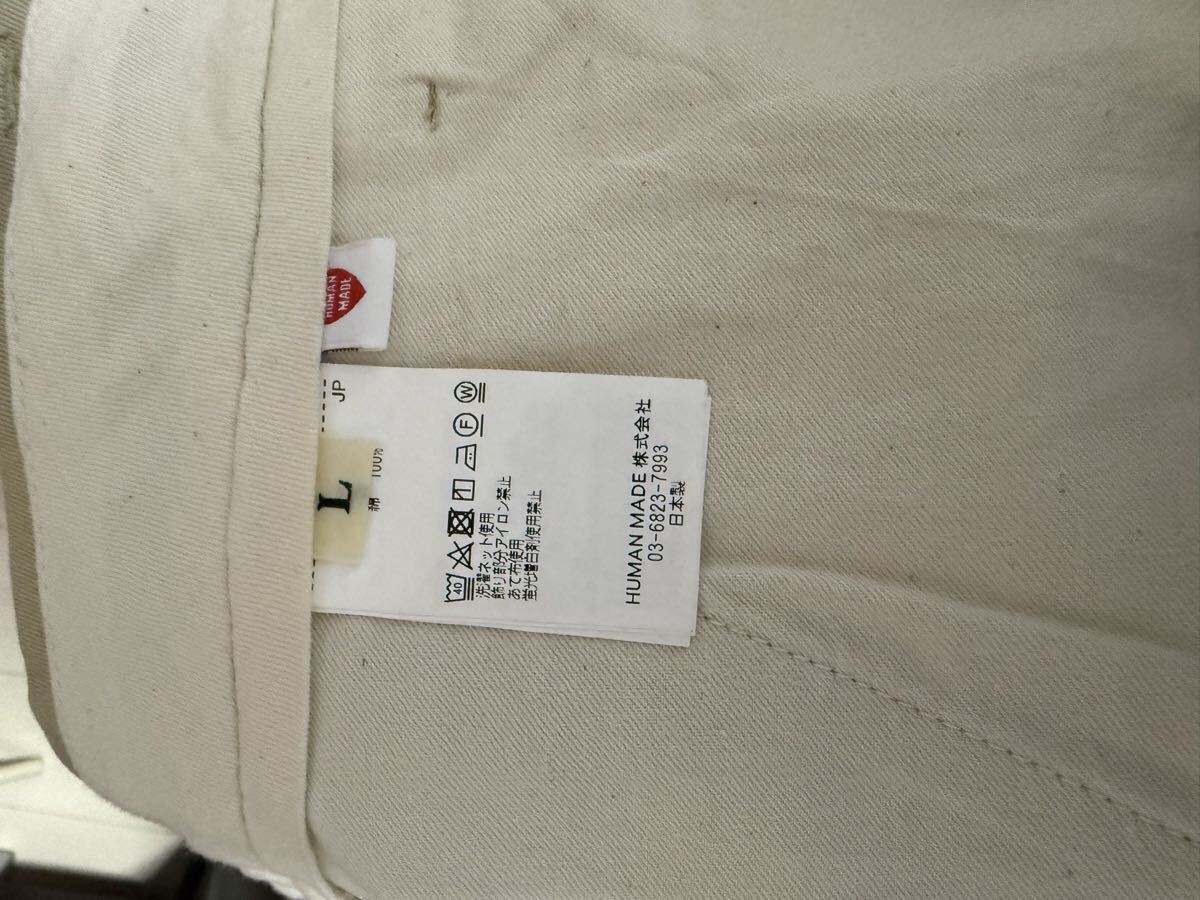 HUMAN
MADE
JP
L
綿 100%
40 F W
洗濯ネット使用
飾り部分アイロン禁止
あて布使用
蛍光増白剤使用禁止
HUMAN MADE 株式会社
03-6823-7993
日本製